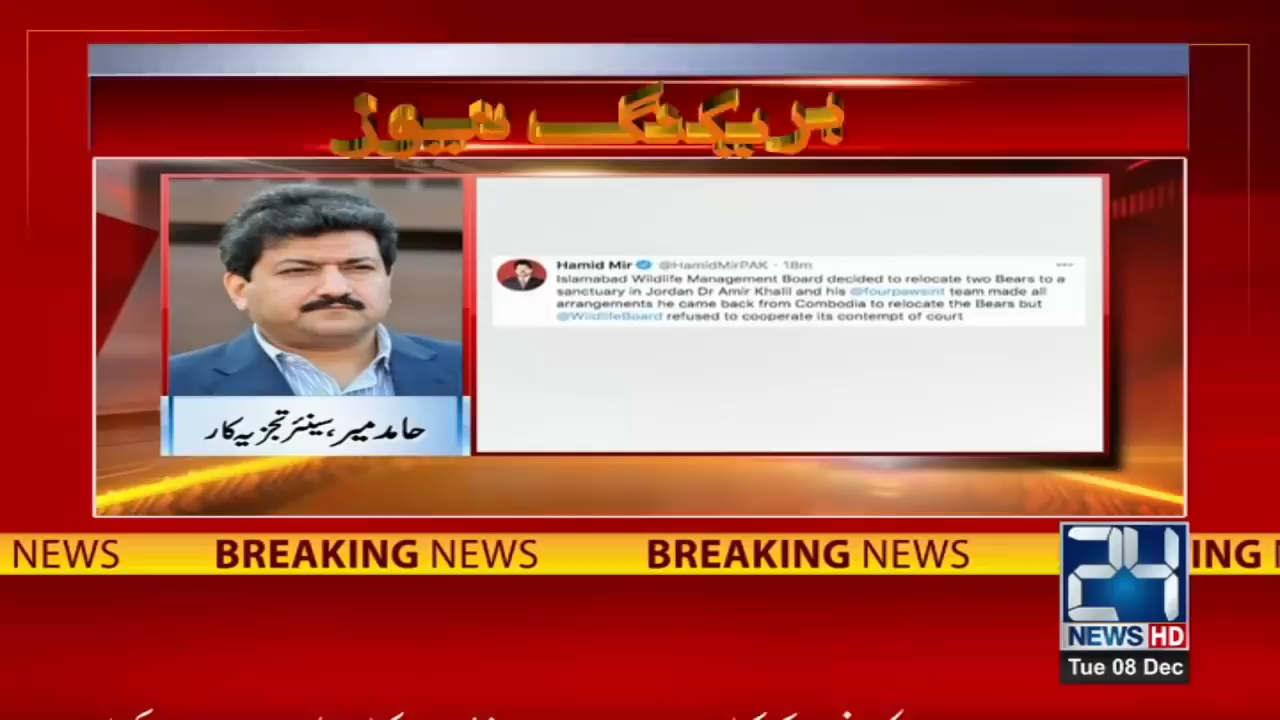 بریکنگ نیوز
Hamid Mir @HamidMirPAK · 18m
Islamabad Wildlife Management Board decided to relocate two Bears to a
sanctuary in Jordan Dr Amir Khalil and his @fourpawsint team made all
arrangements he came back from Combodia to relocate the Bears but
@WildlifeBoard refused to cooperate its contempt of court
حامد میر، سینئر تجزیہ کار
NEWS BREAKING NEWS BREAKING NEWS ING
24
NEWS HD
Tue 08 Dec